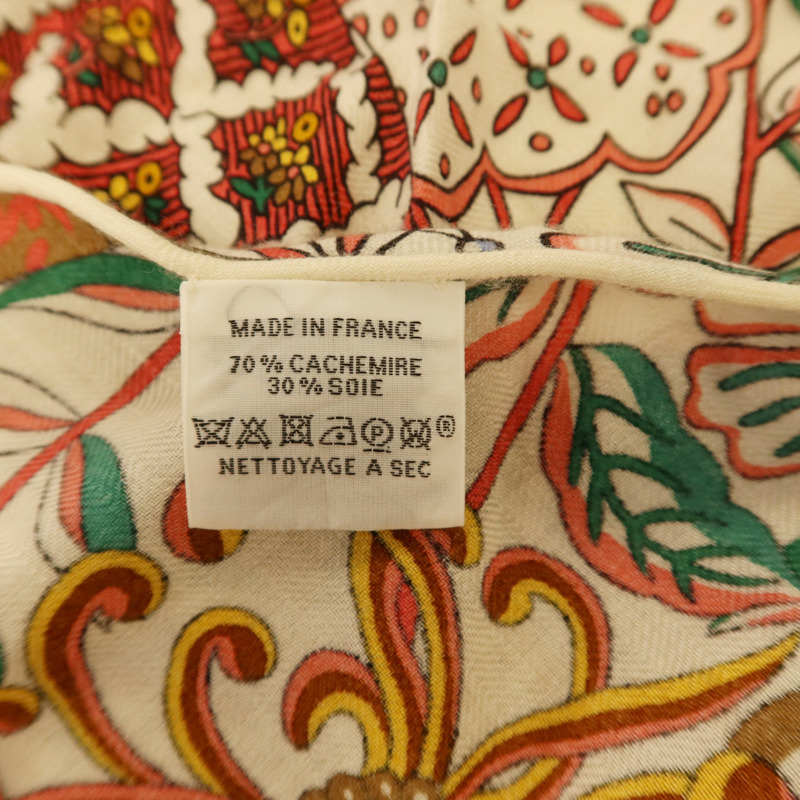 MADE IN FRANCE
70 % CACHEMIRE
30 % SOIE
P W ®
NETTOYAGE A SEC